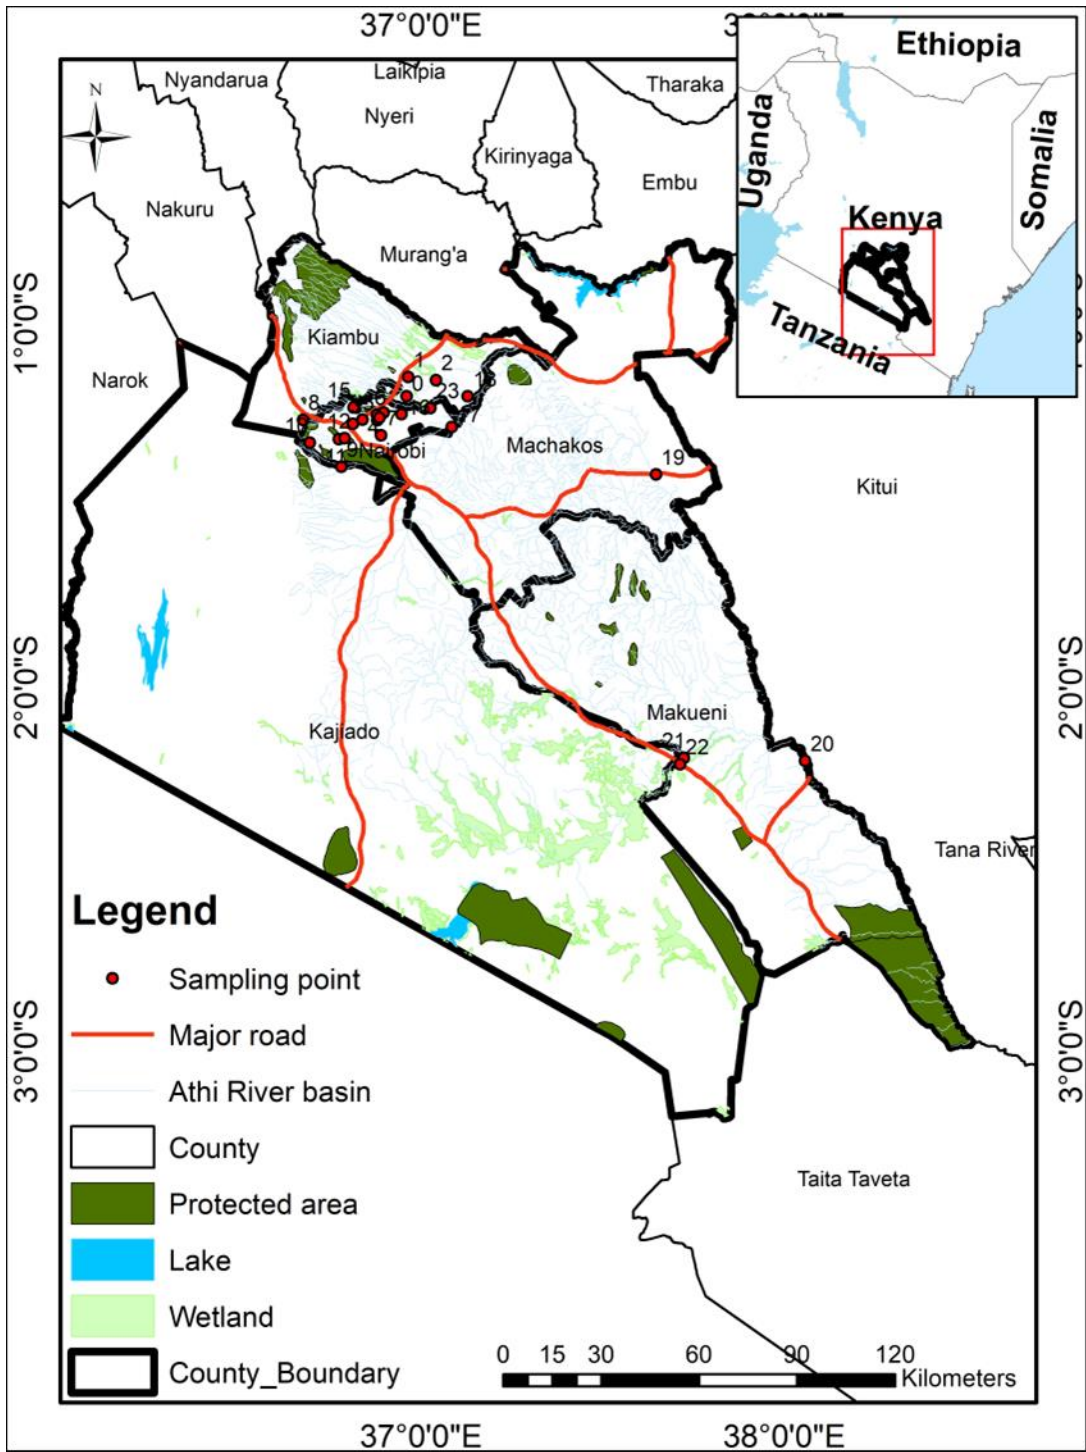 37°0'0"E
Ethiopia
Uganda
Somalia
Kenya
Tanzania
N
Nyandarua
Laikipia
Tharaka
Nyeri
Kirinyaga
Embu
Nakuru
Murang'a
1°0'0"S
Kiambu
Narok
1
2
23
15
8
Machakos
19
Nairobi
9
11
Kitui
2°0'0"S
2°0'0"S
Makueni
Kajiado
21
22
20
Tana River
Legend
Sampling point
Major road
3°0'0"S
3°0'0"S
Athi River basin
County
Taita Taveta
Protected area
Lake
Wetland
County_Boundary
0 15 30 60 90 120
Kilometers
37°0'0"E
38°0'0"E